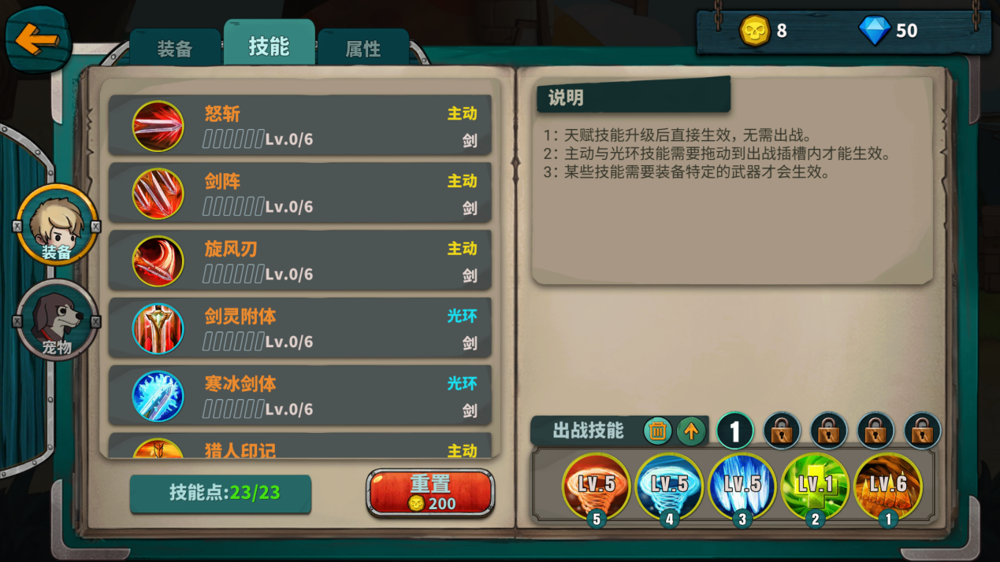 装备
技能
属性
8
50
怒斩
主动
Lv.0/6
剑
剑阵
主动
Lv.0/6
剑
旋风刃
主动
Lv.0/6
剑
剑灵附体
光环
Lv.0/6
剑
寒冰剑体
光环
Lv.0/6
剑
猎人印记
主动
技能点:23/23
重置
200
装备
宠物
说明
1：天赋技能升级后直接生效，无需出战。
2：主动与光环技能需要拖动到出战插槽内才能生效。
3：某些技能需要装备特定的武器才会生效。
出战技能
1
LV.5
LV.5
LV.5
LV.1
LV.6
5
4
3
2
1